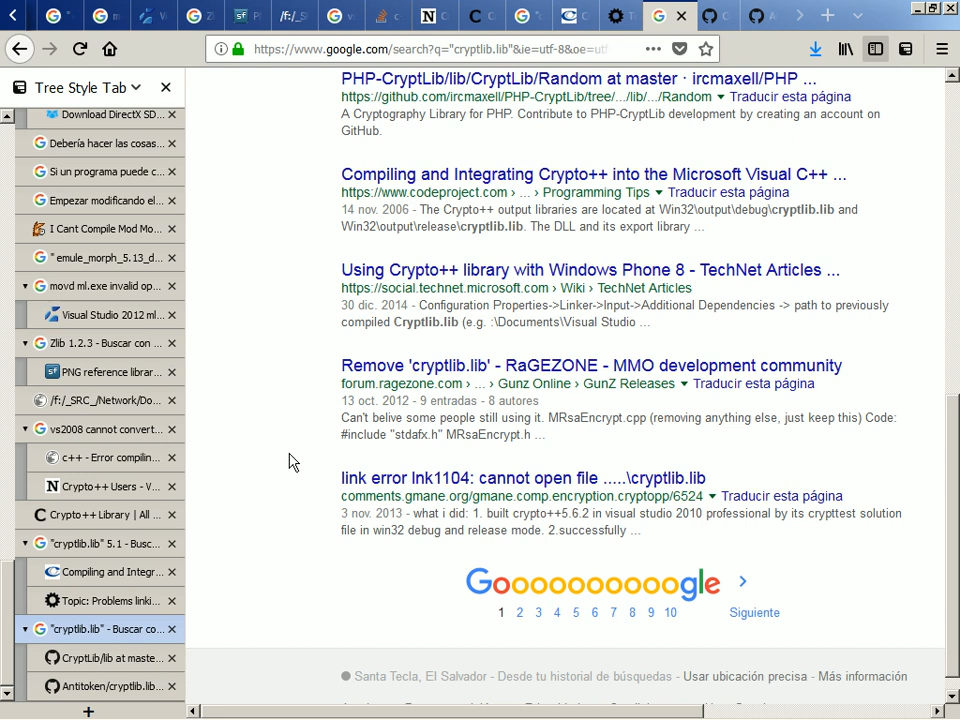 https://www.google.com/search?q="cryptlib.lib"&ie=utf-8&oe=ut
Tree Style Tab
Download DirectX SD...
Debería hacer las cosas...
Si un programa puede c...
Empezar modificando el...
I Cant Compile Mod Mo...
" emule_morph_5.13_d...
movd ml.exe invalid op...
Visual Studio 2012 ml...
Zlib 1.2.3 - Buscar con ...
PNG reference librar...
/f:/_SRC_/Network/Do...
vs2008 cannot convert...
c++ - Error compilin...
Crypto++ Users - V...
Crypto++ Library | All ...
"cryptlib.lib" 5.1 - Busc...
Compiling and Integr...
Topic: Problems linki...
"cryptlib.lib" - Buscar co...
CryptLib/lib at maste...
Antitoken/cryptlib.lib...
PHP-CryptLib/lib/CryptLib/Random at master · ircmaxell/PHP ...
https://github.com/ircmaxell/PHP-CryptLib/tree/.../lib/.../Random Traducir esta página
A Cryptography Library for PHP. Contribute to PHP-CryptLib development by creating an account on
GitHub.
Compiling and Integrating Crypto++ into the Microsoft Visual C++ ...
https://www.codeproject.com › ... › Programming Tips Traducir esta página
14 nov. 2006 - The Crypto++ output libraries are located at Win32\output\debug\cryptlib.lib and
Win32\output\release\cryptlib.lib. The DLL and its export library ...
Using Crypto++ library with Windows Phone 8 - TechNet Articles ...
https://social.technet.microsoft.com › Wiki › TechNet Articles
30 dic. 2014 - Configuration Properties->Linker->Input->Additional Dependencies -> path to previously
compiled Cryptlib.lib (e.g. :\Documents\Visual Studio ...
Remove 'cryptlib.lib' - RaGEZONE - MMO development community
forum.ragezone.com › ... › Gunz Online › GunZ Releases Traducir esta página
13 oct. 2012 - 9 entradas - 8 autores
Can't belive some people still using it. MRsaEncrypt.cpp (removing anything else, just keep this) Code:
#include "stdafx.h" MRsaEncrypt.h ...
link error lnk1104: cannot open file .....\cryptlib.lib
comments.gmane.org/gmane.comp.encryption.cryptopp/6524 Traducir esta página
3 nov. 2013 - what i did: 1. built crypto++5.6.2 in visual studio 2010 professional by its crypttest solution
file in win32 debug and release mode. 2.successfully ...
Goooooooooogle
1 2 3 4 5 6 7 8 9 10 Siguiente
Santa Tecla, El Salvador - Desde tu historial de búsquedas - Usar ubicación precisa - Más información